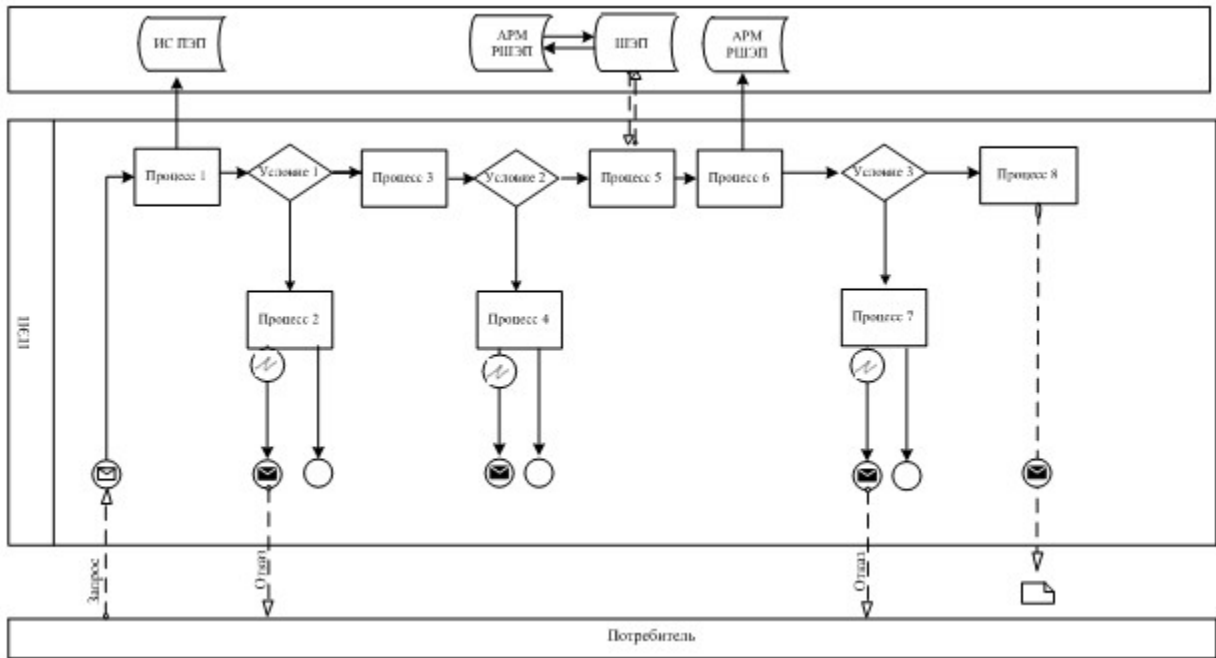 ИС ПЭП
АРМ
РШЭП
ШЭП
АРМ
РШЭП
Процесс 1
Условие 1
Процесс 3
Условие 2
Процесс 5
Процесс 6
Условие 3
Процесс 8
Процесс 2
Процесс 4
Процесс 7
Запрос
Отказ
Отказ
Потребитель